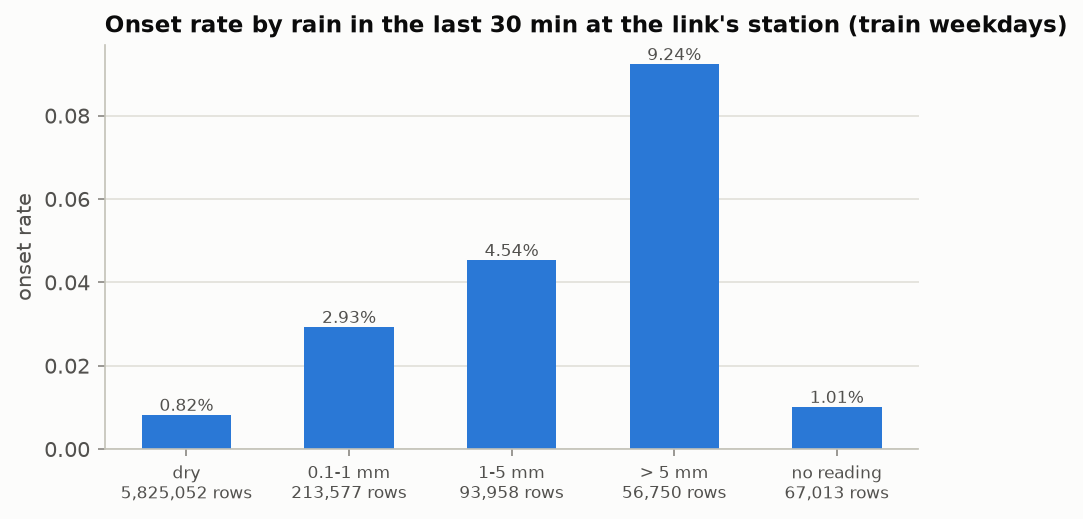 Onset rate by rain in the last 30 min at the link's station (train weekdays)
9.24%
0.08
0.06
4.54%
0.04
2.93%
0.02
0.82%
1.01%
0.00
onset rate
dry
0.1-1 mm
1-5 mm
> 5 mm
no reading
5,825,052 rows
213,577 rows
93,958 rows
56,750 rows
67,013 rows